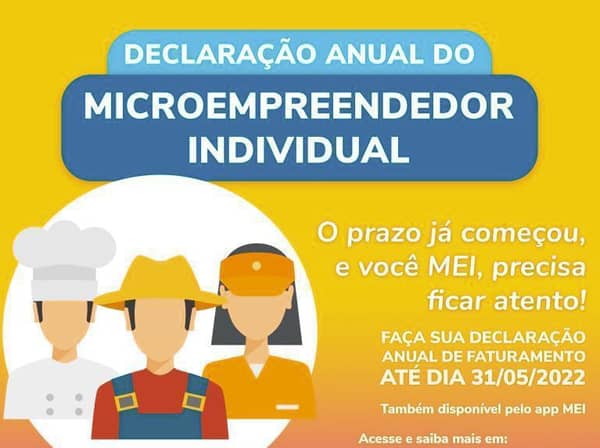 DECLARAÇÃO ANUAL DO
MICROEMPREENDEDOR
INDIVIDUAL
O prazo já começou,
e você MEI, precisa
ficar atento!
FAÇA SUA DECLARAÇÃO
ANUAL DE FATURAMENTO
ATÉ DIA 31/05/2022
Também disponível pelo app MEI
Acesse e saiba mais em: